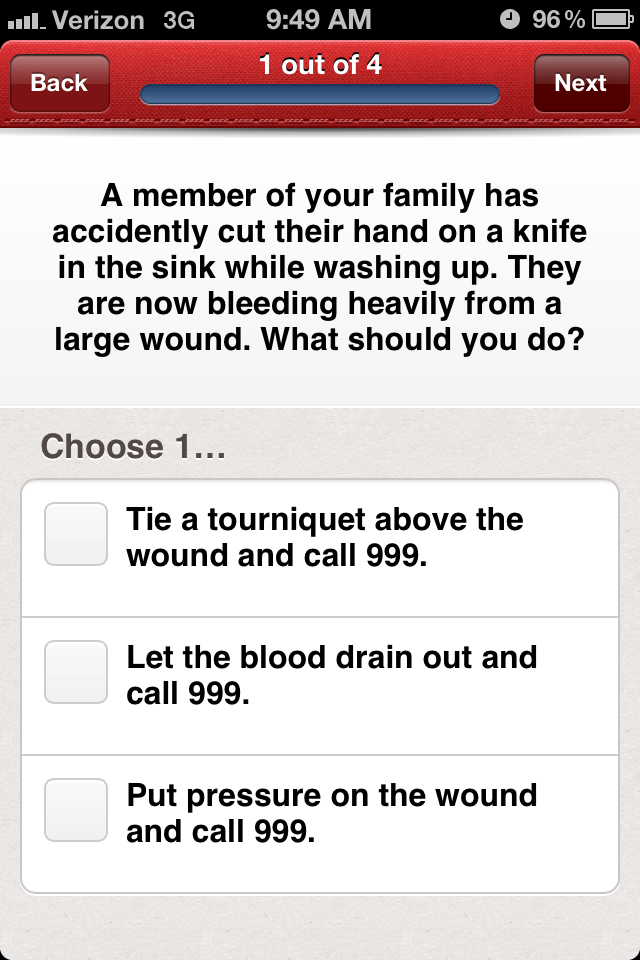 Verizon 3G 9:49 AM 96%
Back 1 out of 4 Next
A member of your family has
accidently cut their hand on a knife
in the sink while washing up. They
are now bleeding heavily from a
large wound. What should you do?
Choose 1...
Tie a tourniquet above the
wound and call 999.
Let the blood drain out and
call 999.
Put pressure on the wound
and call 999.